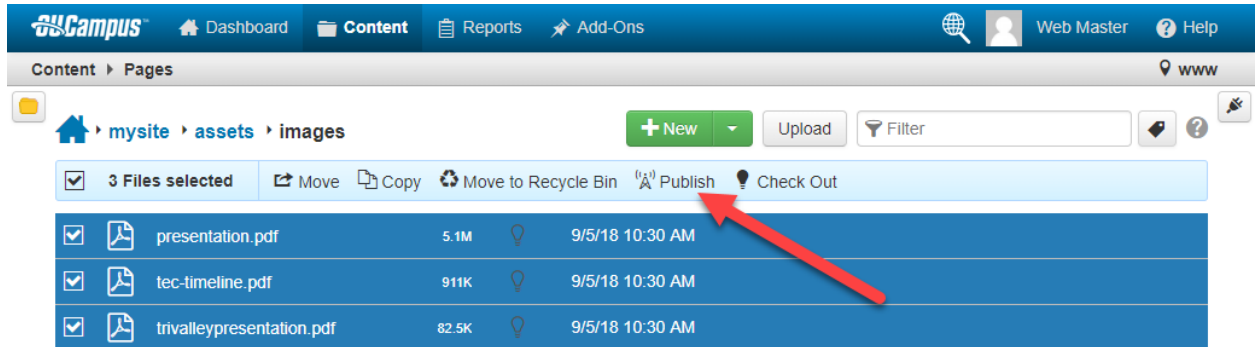 OUCampus Dashboard Content Reports Add-Ons Web Master ? Help
Content Pages www
mysite assets images + New Upload Filter ?
3 Files selected Move Copy Move to Recycle Bin Publish Check Out
presentation.pdf 5.1M 9/5/18 10:30 AM
tec-timeline.pdf 911K 9/5/18 10:30 AM
trivalleypresentation.pdf 82.5K 9/5/18 10:30 AM